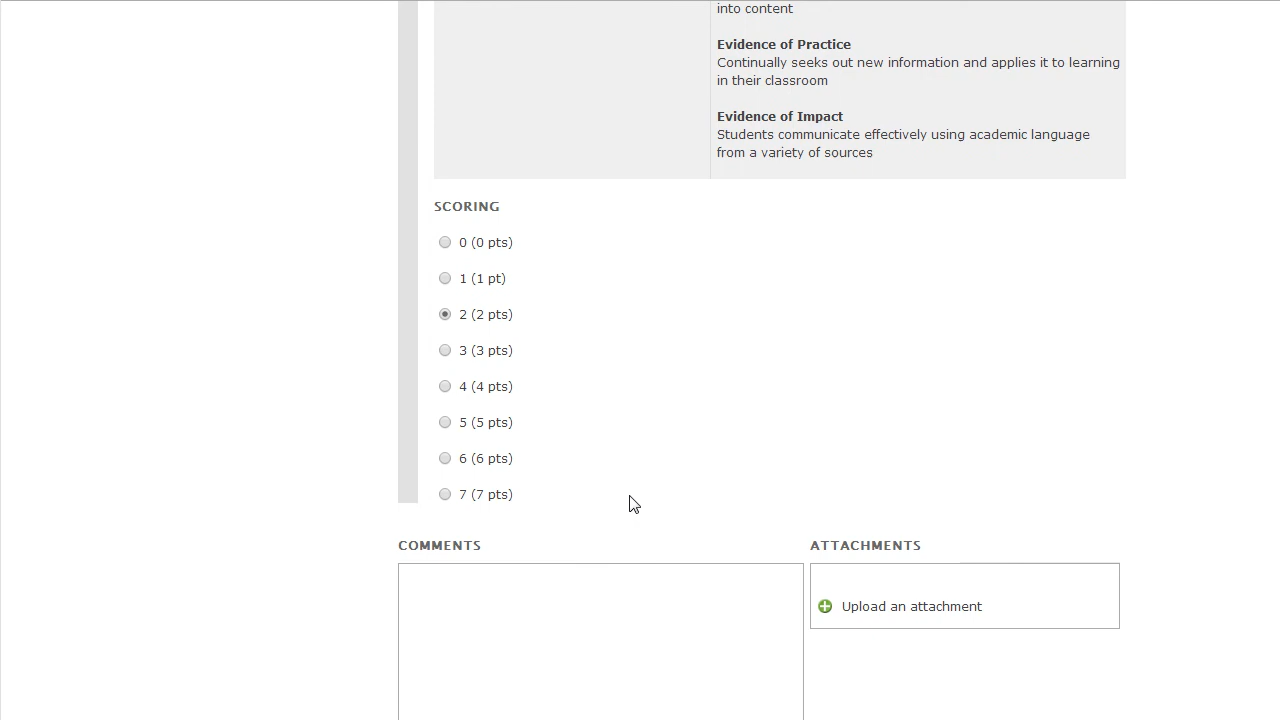 into content
Evidence of Practice
Continually seeks out new information and applies it to learning
in their classroom
Evidence of Impact
Students communicate effectively using academic language
from a variety of sources
SCORING
0 (0 pts)
1 (1 pt)
2 (2 pts)
3 (3 pts)
4 (4 pts)
5 (5 pts)
6 (6 pts)
7 (7 pts)
COMMENTS
ATTACHMENTS
Upload an attachment